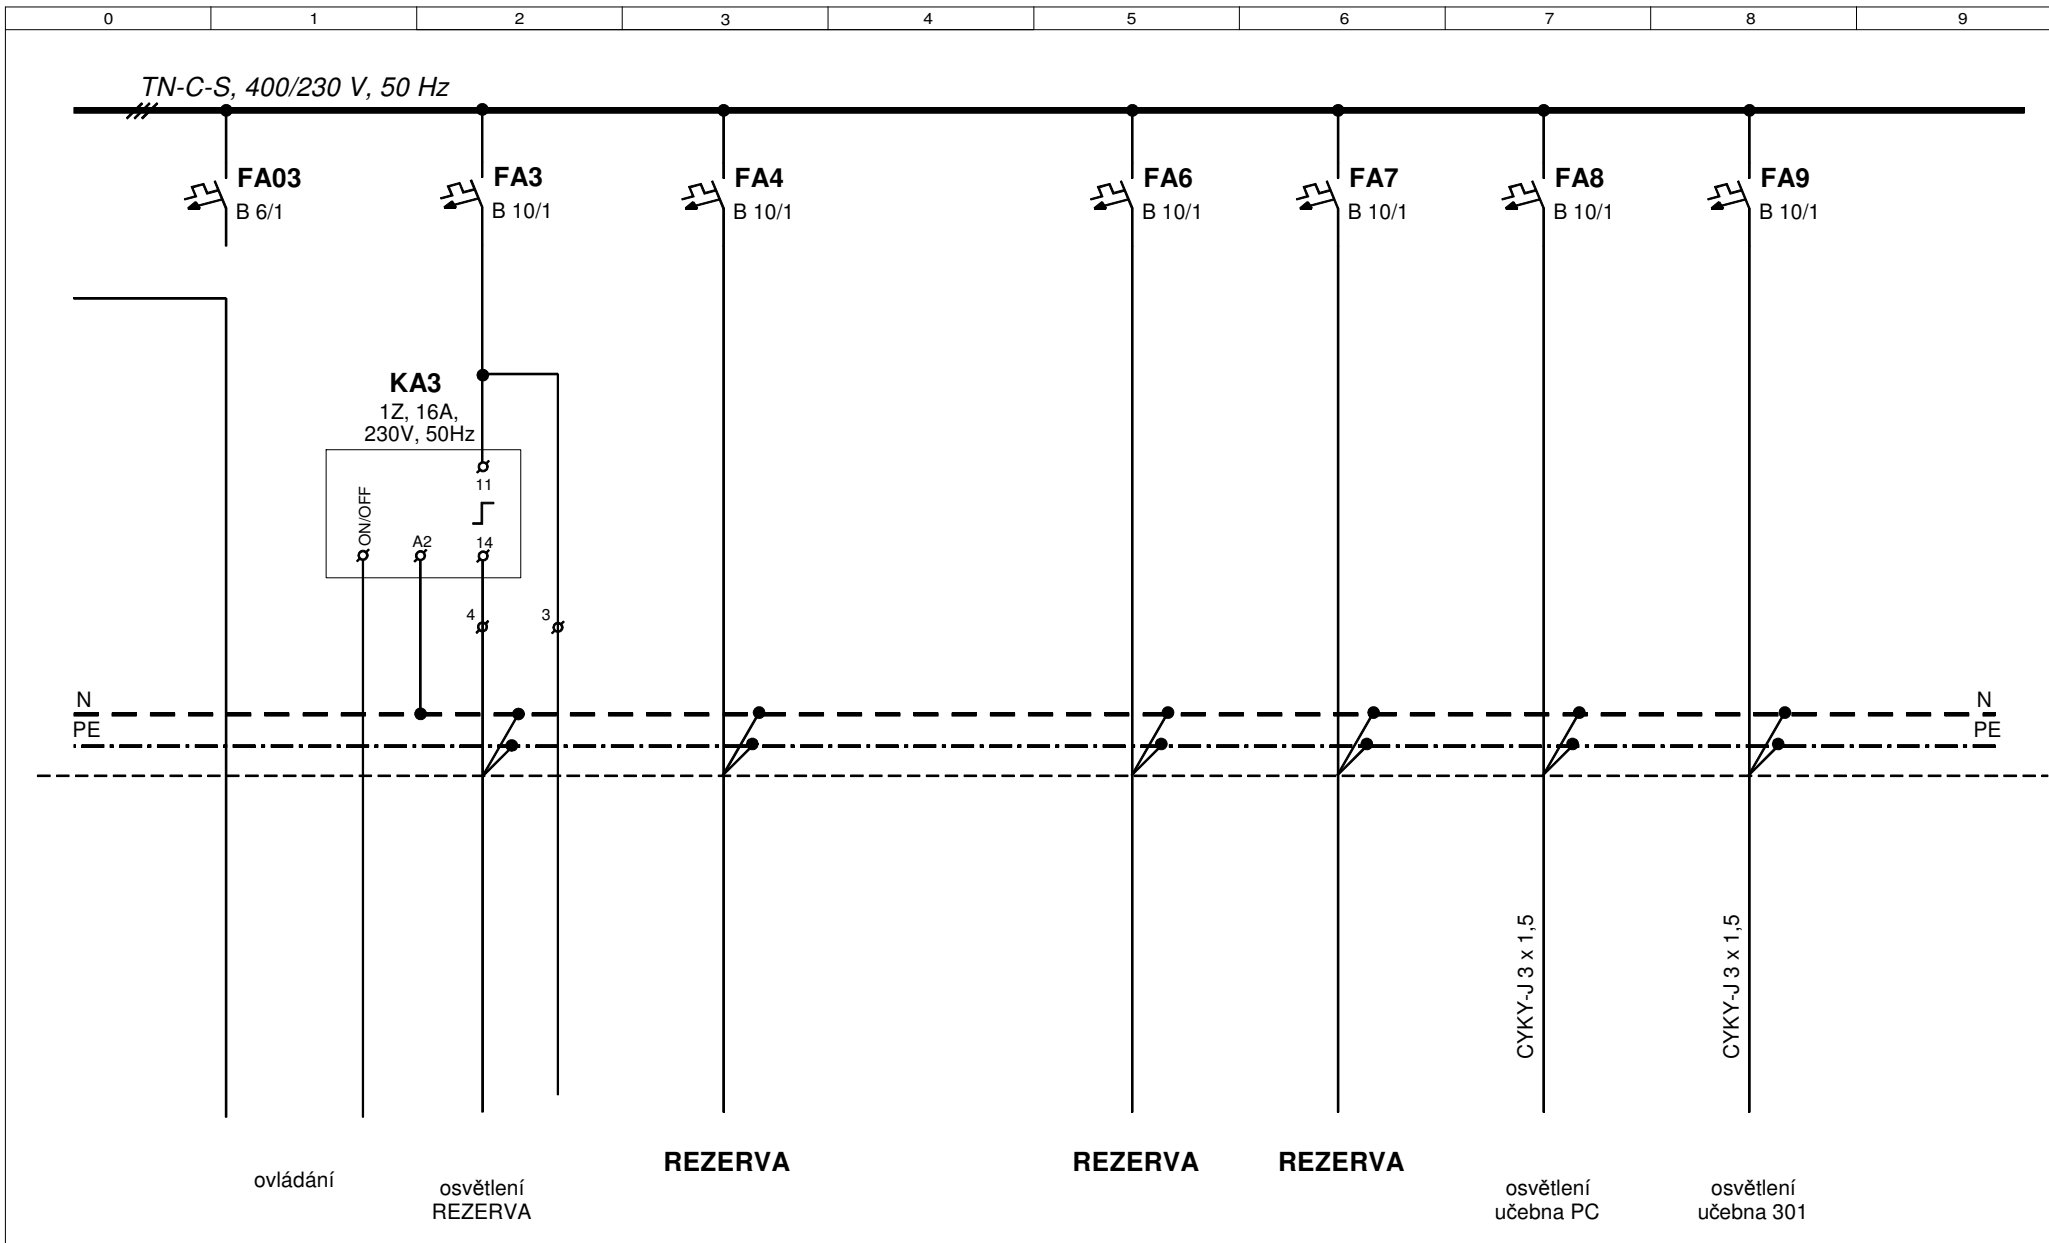 0 1 2 3 4 5 6 7 8 9
TN-C-S, 400/230 V, 50 Hz
FA03
B 6/1
FA3
B 10/1
FA4
B 10/1
FA6
B 10/1
FA7
B 10/1
FA8
B 10/1
FA9
B 10/1
KA3
1Z, 16A,
230V, 50Hz
11
ON/OFF
A2
14
4
3
N
PE
N
PE
CYKY-J 3 x 1,5
CYKY-J 3 x 1,5
ovládání
osvětlení
REZERVA
REZERVA
REZERVA
REZERVA
osvětlení
učebna PC
osvětlení
učebna 301